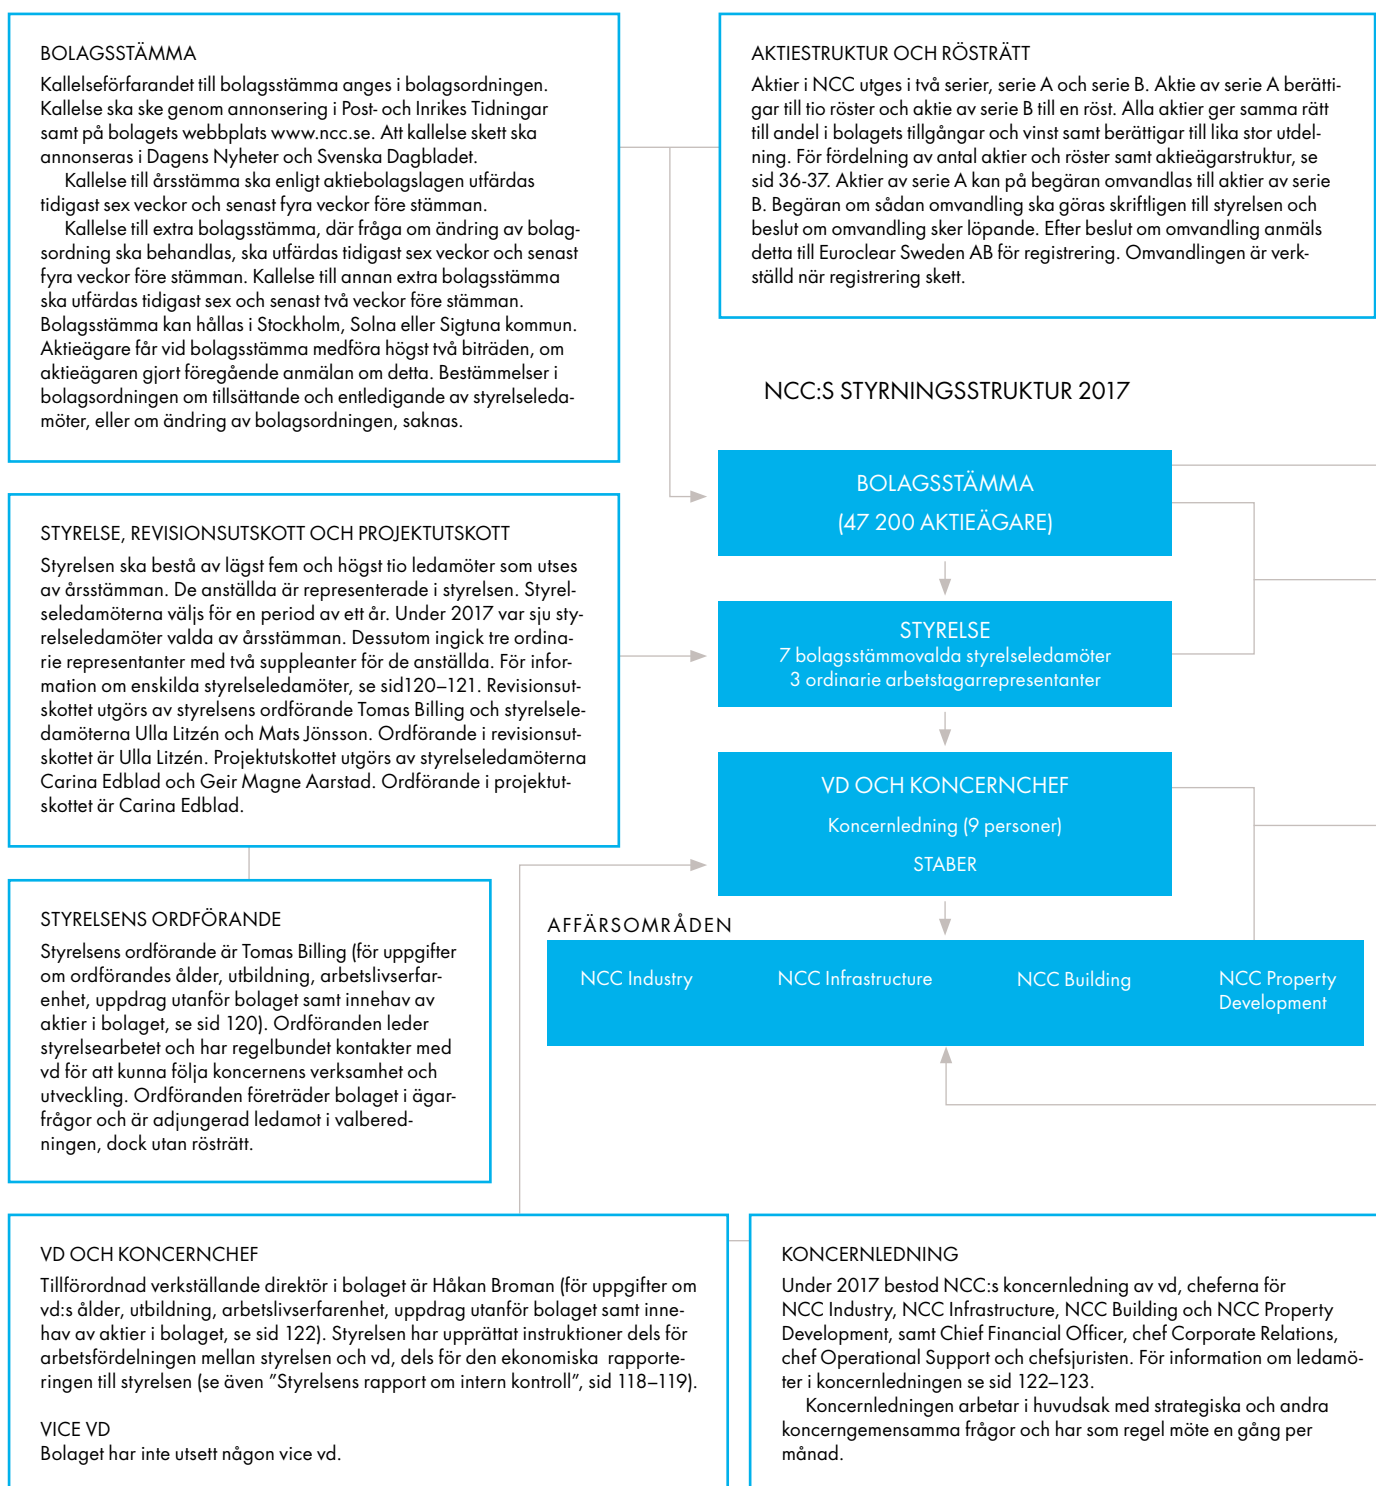 BOLAGSSTÄMMA
Kallelseförfarandet till bolagsstämma anges i bolagsordningen.
Kallelse ska ske genom annonsering i Post- och Inrikes Tidningar
samt på bolagets webbplats www.ncc.se. Att kallelse skett ska
annonseras i Dagens Nyheter och Svenska Dagbladet.
Kallelse till årsstämma ska enligt aktiebolagslagen utfärdas
tidigast sex veckor och senast fyra veckor före stämman.
Kallelse till extra bolagsstämma, där fråga om ändring av bolag-
sordning ska behandlas, ska utfärdas tidigast sex veckor och senast
fyra veckor före stämman. Kallelse till annan extra bolagsstämma
ska utfärdas tidigast sex och senast två veckor före stämman.
Bolagsstämma kan hållas i Stockholm, Solna eller Sigtuna kommun.
Aktieägare får vid bolagsstämma medföra högst två biträden, om
aktieägaren gjort föregående anmälan om detta. Bestämmelser i
bolagsordningen om tillsättande och entledigande av styrelseleda-
möter, eller om ändring av bolagsordningen, saknas.
AKTIESTRUKTUR OCH RÖSTRÄTT
Aktier i NCC utges i två serier, serie A och serie B. Aktie av serie A berätti-
gar till tio röster och aktie av serie B till en röst. Alla aktier ger samma rätt
till andel i bolagets tillgångar och vinst samt berättigar till lika stor utdel-
ning. För fördelning av antal aktier och röster samt aktieägarstruktur, se
sid 36-37. Aktier av serie A kan på begäran omvandlas till aktier av serie
B. Begäran om sådan omvandling ska göras skriftligen till styrelsen och
beslut om omvandling sker löpande. Efter beslut om omvandling anmäls
detta till Euroclear Sweden AB för registrering. Omvandlingen är verk-
ställd när registrering skett.
NCC:S STYRNINGSSTRUKTUR 2017
BOLAGSSTÄMMA
(47 200 AKTIEÄGARE)
STYRELSE
7 bolagsstämmovalda styrelseledamöter
3 ordinarie arbetstagarrepresentanter
VD OCH KONCERNCHEF
Koncernledning (9 personer)
STABER
AFFÄRSOMRÅDEN
NCC Industry
NCC Infrastructure
NCC Building
NCC Property
Development
STYRELSE, REVISIONSUTSKOTT OCH PROJEKTUTSKOTT
Styrelsen ska bestå av lägst fem och högst tio ledamöter som utses
av årsstämman. De anställda är representerade i styrelsen. Styrel-
seledamöterna väljs för en period av ett år. Under 2017 var sju sty-
relseledamöter valda av årsstämman. Dessutom ingick tre ordina-
rie representanter med två suppleanter för de anställda. För infor-
mation om enskilda styrelseledamöter, se sid120–121. Revisionsut-
skottet utgörs av styrelsens ordförande Tomas Billing och styrelsele-
damöterna Ulla Litzén och Mats Jönsson. Ordförande i revisionsut-
skottet är Ulla Litzén. Projektutskottet utgörs av styrelseledamöterna
Carina Edblad och Geir Magne Aarstad. Ordförande i projektut-
skottet är Carina Edblad.
STYRELSENS ORDFÖRANDE
Styrelsens ordförande är Tomas Billing (för uppgifter
om ordförandes ålder, utbildning, arbetslivserfar-
enhet, uppdrag utanför bolaget samt innehav av
aktier i bolaget, se sid 120). Ordföranden leder
styrelsearbetet och har regelbundet kontakter med
vd för att kunna följa koncernens verksamhet och
utveckling. Ordföranden företräder bolaget i ägar-
frågor och är adjungerad ledamot i valbered-
ningen, dock utan rösträtt.
VD OCH KONCERNCHEF
Tillförordnad verkställande direktör i bolaget är Håkan Broman (för uppgifter om
vd:s ålder, utbildning, arbetslivserfarenhet, uppdrag utanför bolaget samt inne-
hav av aktier i bolaget, se sid 122). Styrelsen har upprättat instruktioner dels för
arbetsfördelningen mellan styrelsen och vd, dels för den ekonomiska rapporte-
ringen till styrelsen (se även ”Styrelsens rapport om intern kontroll”, sid 118–119).
VICE VD
Bolaget har inte utsett någon vice vd.
KONCERNLEDNING
Under 2017 bestod NCC:s koncernledning av vd, cheferna för
NCC Industry, NCC Infrastructure, NCC Building och NCC Property
Development, samt Chief Financial Officer, chef Corporate Relations,
chef Operational Support och chefsjuristen. För information om ledamö-
ter i koncernledningen se sid 122–123.
Koncernledningen arbetar i huvudsak med strategiska och andra
koncerngemensamma frågor och har som regel möte en gång per
månad.